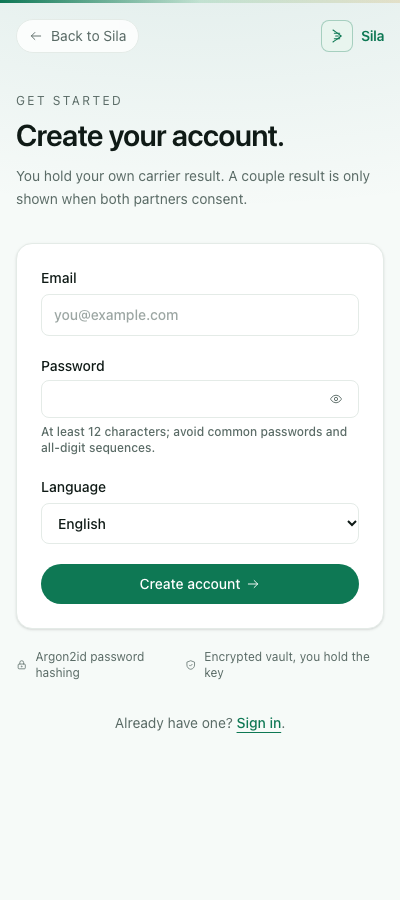 ← Back to Sila
Sila
GET STARTED
Create your account.
You hold your own carrier result. A couple result is only
shown when both partners consent.
Email
you@example.com
Password
At least 12 characters; avoid common passwords and
all-digit sequences.
Language
English
Create account →
Argon2id password
hashing
Encrypted vault, you hold the
key
Already have one? Sign in.